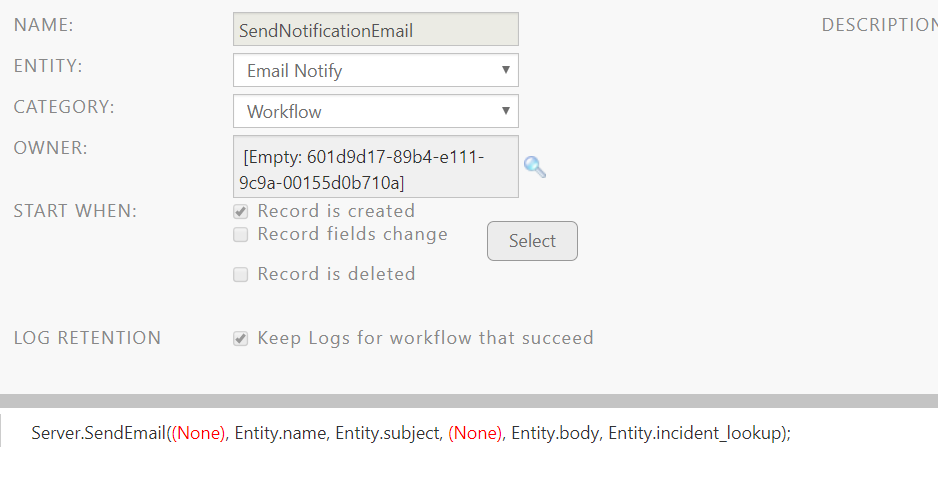 NAME:
SendNotificationEmail
DESCRIPTION
ENTITY:
Email Notify
CATEGORY:
Workflow
OWNER:
[Empty: 601d9d17-89b4-e111-
9c9a-00155d0b710a]
START WHEN:
Record is created
Record fields change
Select
Record is deleted
LOG RETENTION
Keep Logs for workflow that succeed
Server.SendEmail((None), Entity.name, Entity.subject, (None), Entity.body, Entity.incident_lookup);